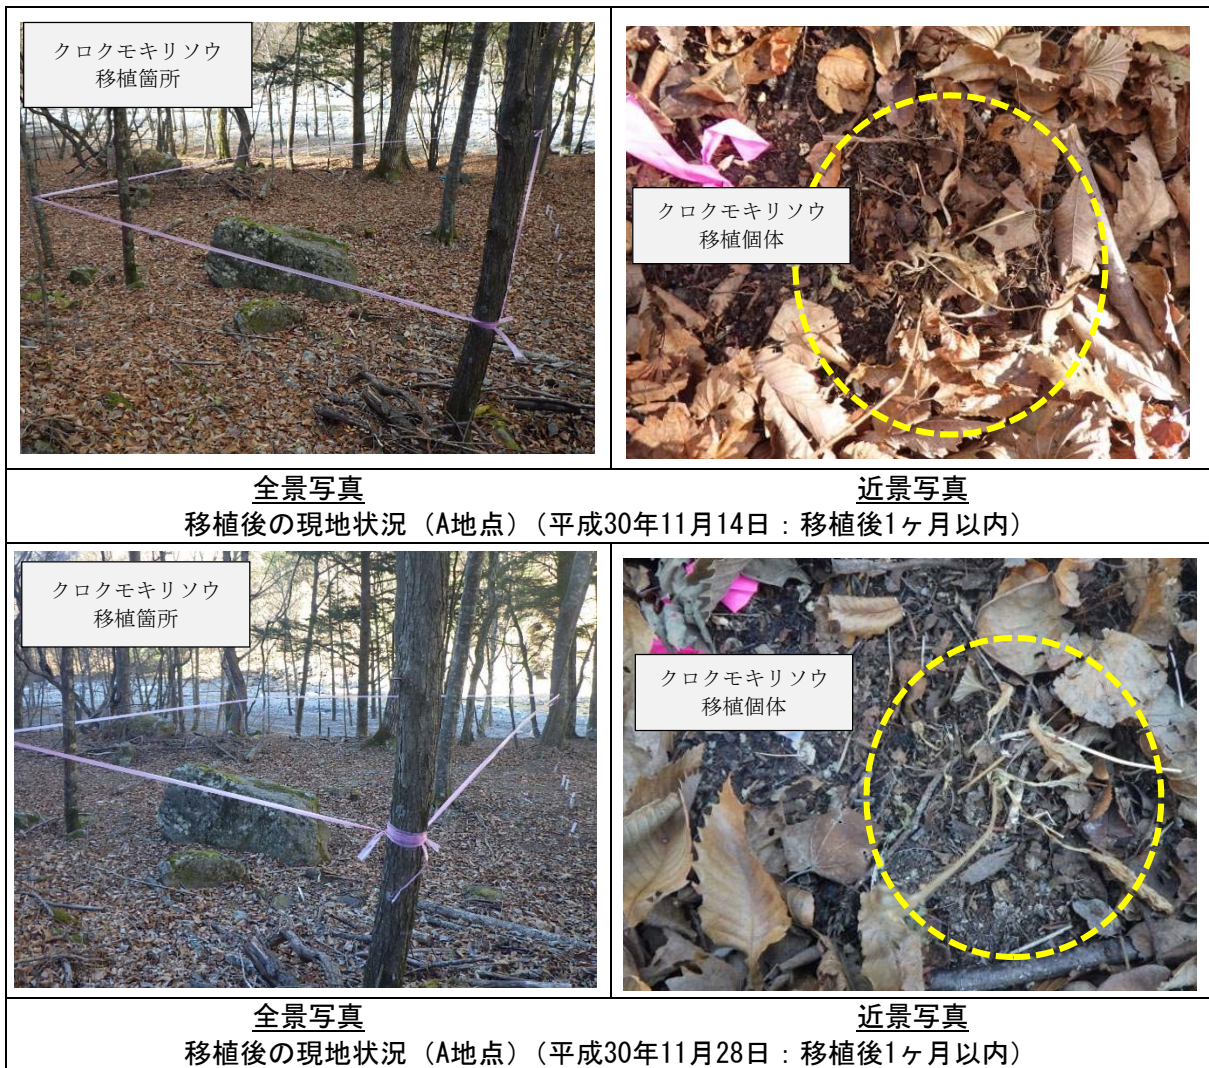 クロクモキリソウ
移植箇所
クロクモキリソウ
移植個体
全景写真
近景写真
移植後の現地状況（A地点）（平成30年11月14日：移植後1ヶ月以内）
クロクモキリソウ
移植箇所
クロクモキリソウ
移植個体
全景写真
近景写真
移植後の現地状況（A地点）（平成30年11月28日：移植後1ヶ月以内）